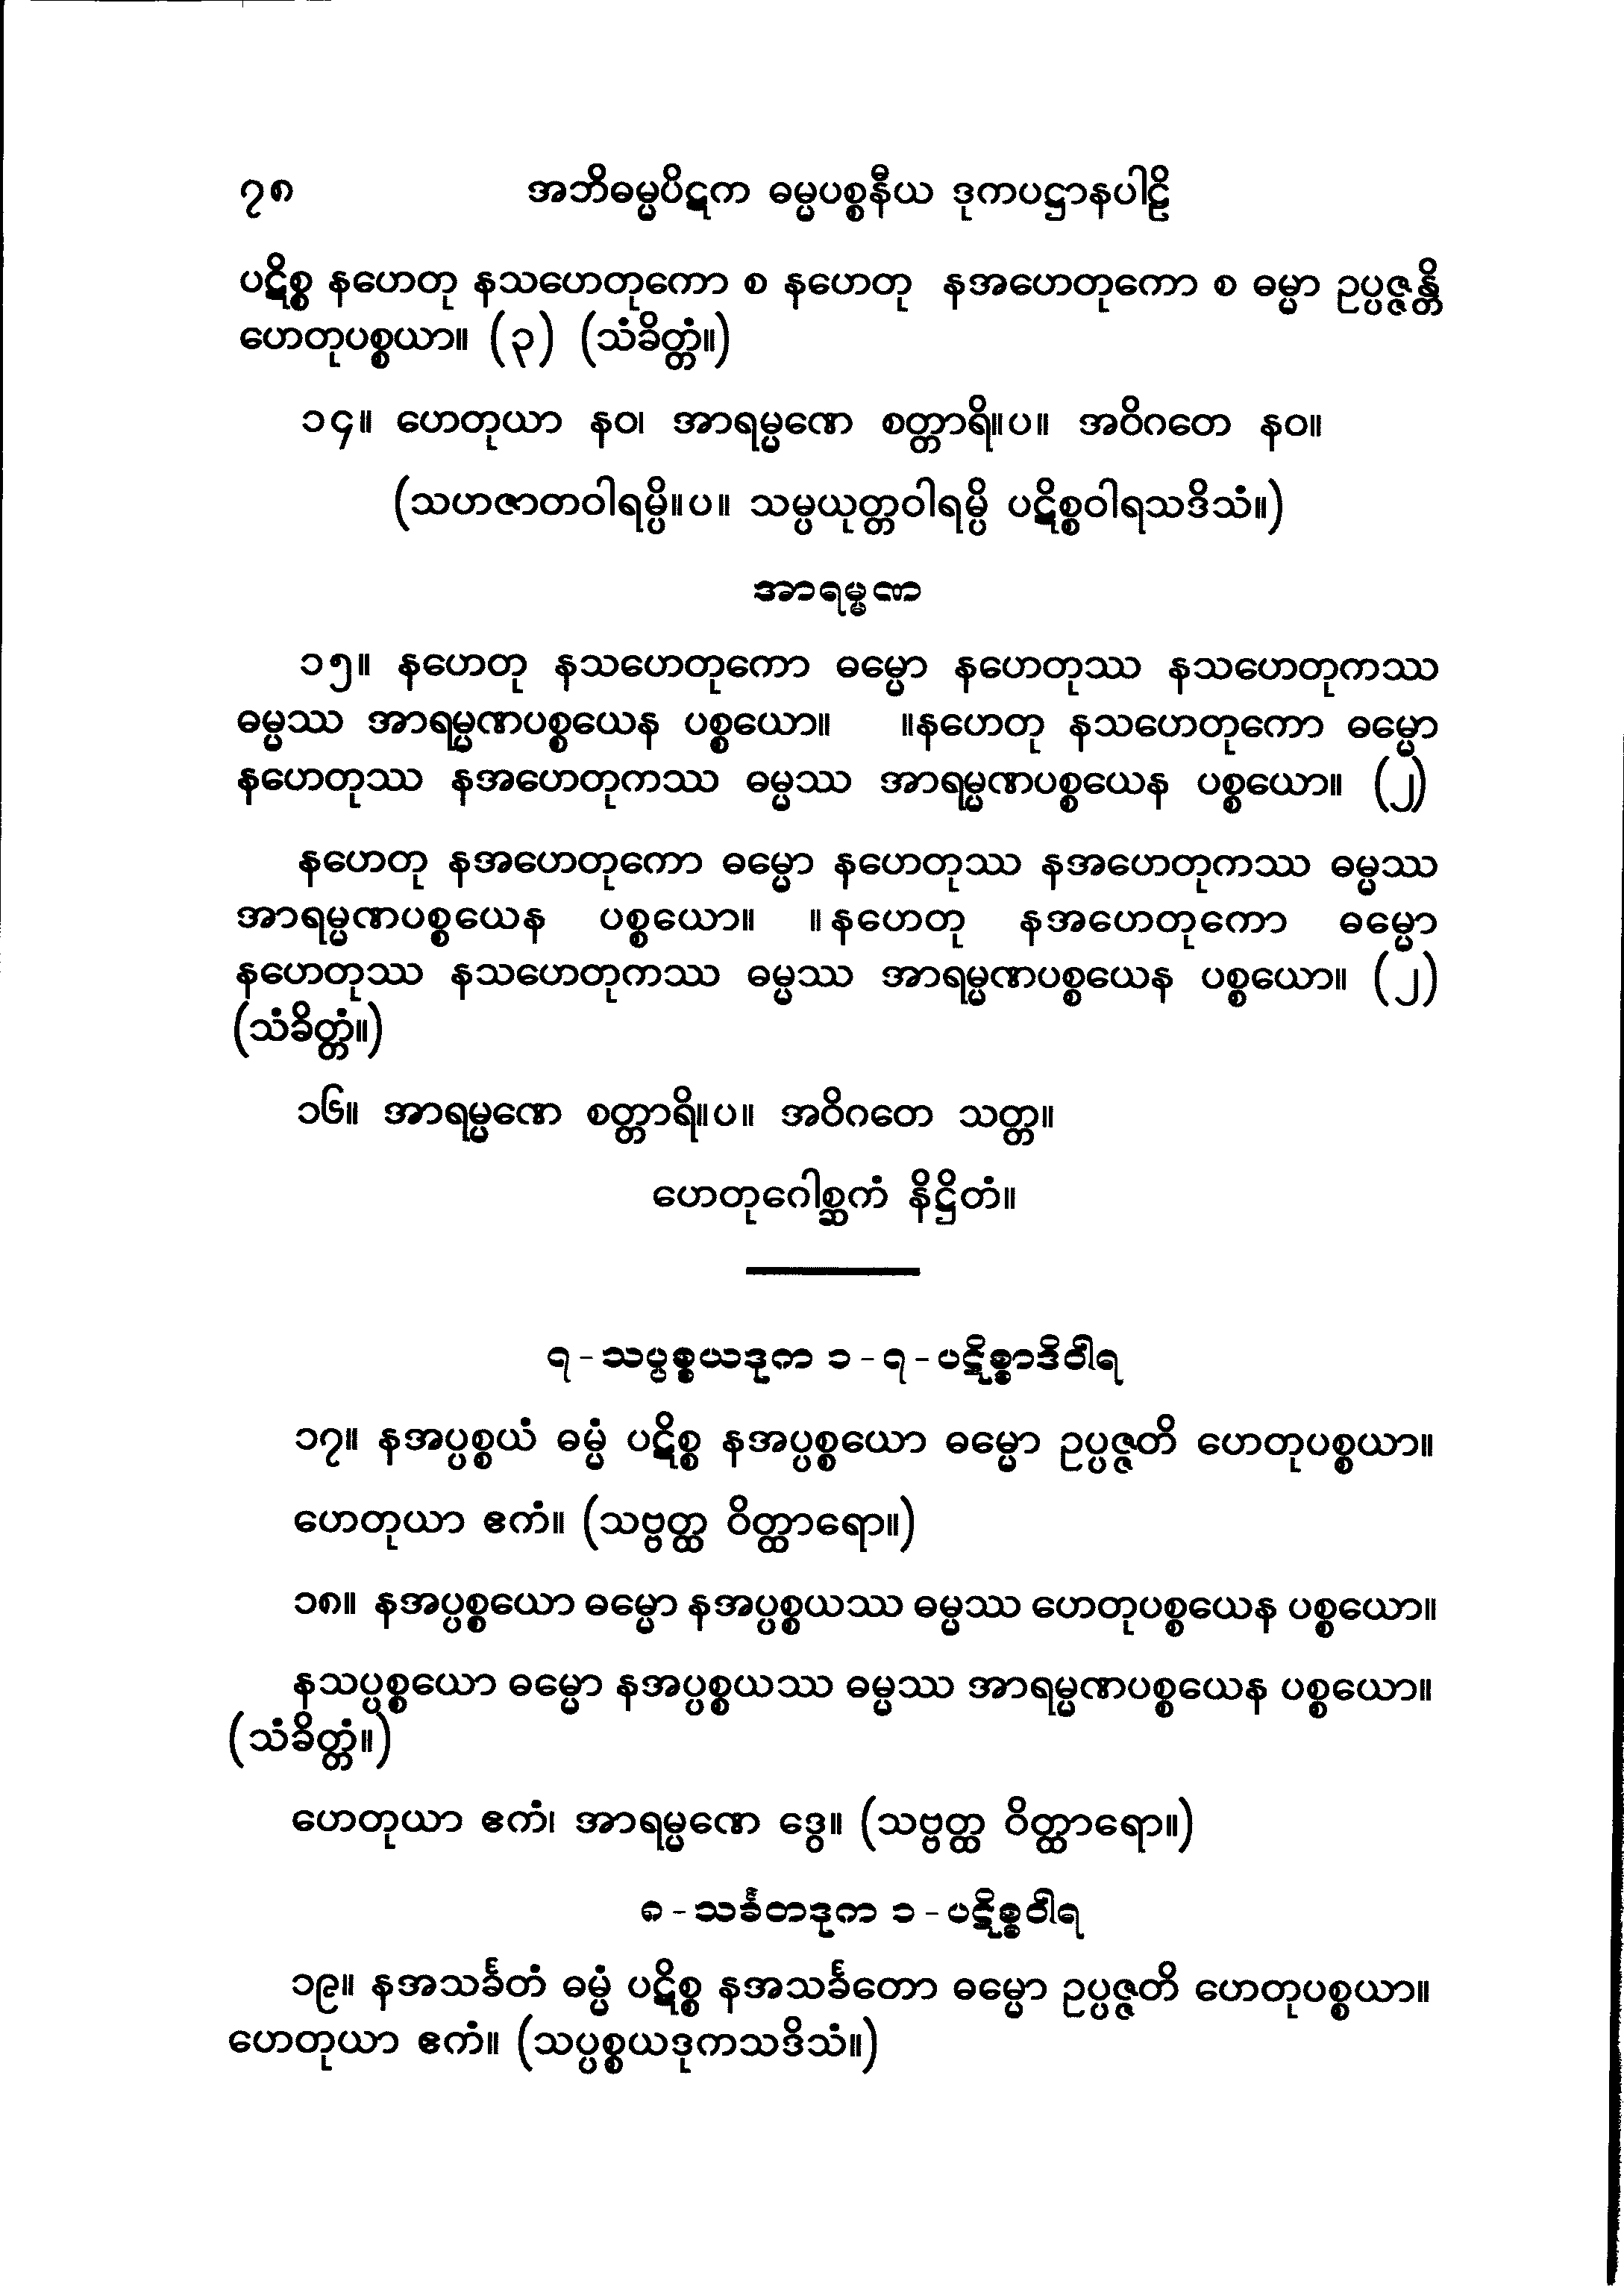 ၇၈ အဘိဓမ္မပိဋက ဓမ္မပစ္စနီယ ဒုကပဋ္ဌာနပါဠိ
ပဋိစ္စ နဟေတု နသဟေတုကော စ နဟေတု နအဟေတုကော စ ဓမ္မာ ဥပ္ပဇ္ဇန္တိ
ဟေတုပစ္စယာ။ (၃) (သံခိတ္တံ။)
၁၄။ ဟေတုယာ နဝ၊ အာရမ္မဏေ စတ္တာရိ။ပ။ အဝိဂတေ နဝ။
(သဟဇာတဝါရမ္ပိ။ပ။ သမ္ပယုတ္တဝါရမ္ပိ ပဋိစ္စဝါရသဒိသံ။)
အာရမ္မဏ
၁၅။ နဟေတု နသဟေတုကော ဓမ္မော နဟေတုဿ နသဟေတုကဿ
ဓမ္မဿ အာရမ္မဏပစ္စယေန ပစ္စယော။ ။နဟေတု နသဟေတုကော ဓမ္မော
နဟေတုဿ နအဟေတုကဿ ဓမ္မဿ အာရမ္မဏပစ္စယေန ပစ္စယော။ (၂)
နဟေတု နအဟေတုကော ဓမ္မော နဟေတုဿ နအဟေတုကဿ ဓမ္မဿ
အာရမ္မဏပစ္စယေန ပစ္စယော။ ။နဟေတု နအဟေတုကော ဓမ္မော
နဟေတုဿ နသဟေတုကဿ ဓမ္မဿ အာရမ္မဏပစ္စယေန ပစ္စယော။ (၂)
(သံခိတ္တံ။)
၁၆။ အာရမ္မဏေ စတ္တာရိ။ပ။ အဝိဂတေ သတ္တ။
ဟေတုဂေါစ္ဆကံ နိဋ္ဌိတံ။
၇-သပ္ပစ္စယဒုက ၁-၇-ပဋိစ္စာဒိဝါရ
၁၇။ နအပ္ပစ္စယံ ဓမ္မံ ပဋိစ္စ နအပ္ပစ္စယော ဓမ္မော ဥပ္ပဇ္ဇတိ ဟေတုပစ္စယာ။
ဟေတုယာ ဧကံ။ (သဗ္ဗတ္ထ ဝိတ္ထာရော။)
၁၈။ နအပ္ပစ္စယော ဓမ္မော နအပ္ပစ္စယဿ ဓမ္မဿ ဟေတုပစ္စယေန ပစ္စယော။
နသပ္ပစ္စယော ဓမ္မော နအပ္ပစ္စယဿ ဓမ္မဿ အာရမ္မဏပစ္စယေန ပစ္စယော။
(သံခိတ္တံ။)
ဟေတုယာ ဧကံ၊ အာရမ္မဏေ ဒွေ။ (သဗ္ဗတ္ထ ဝိတ္ထာရော။)
၈-သင်္ခတဒုက ၁-ပဋိစ္စဝါရ
၁၉။ နအသင်္ခတံ ဓမ္မံ ပဋိစ္စ နအသင်္ခတော ဓမ္မော ဥပ္ပဇ္ဇတိ ဟေတုပစ္စယာ။
ဟေတုယာ ဧကံ။ (သပ္ပစ္စယဒုကသဒိသံ။)